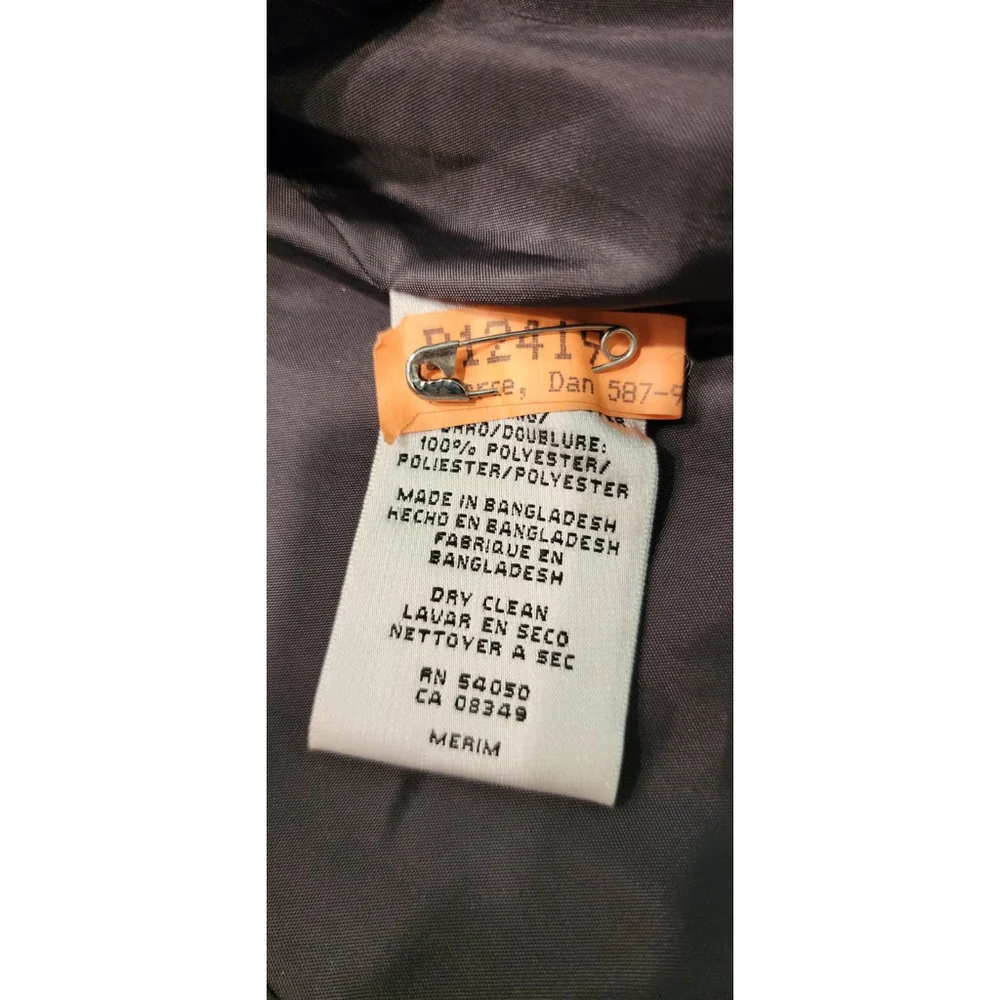 12419
Dan 587-9
100% POLYESTER/
POLIESTER/POLYESTER
MADE IN BANGLADESH
HECHO EN BANGLADESH
FABRIQUE EN
BANGLADESH
DRY CLEAN
LAVAR EN SECO
NETTOYER A SEC
RN 54050
CA 08349
MERIM